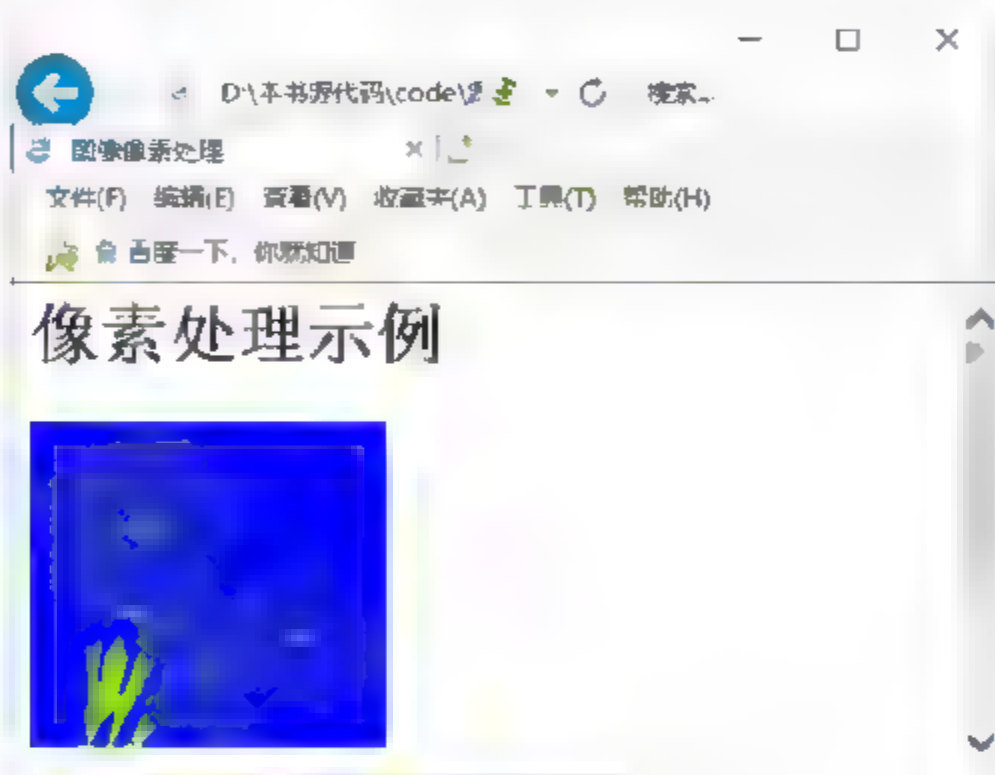 D:\本书源代码\code\ 搜索...
图像像素处理
文件(F) 编辑(E) 查看(V) 收藏夹(A) 工具(T) 帮助(H)
百度一下，你就知道
像素处理示例